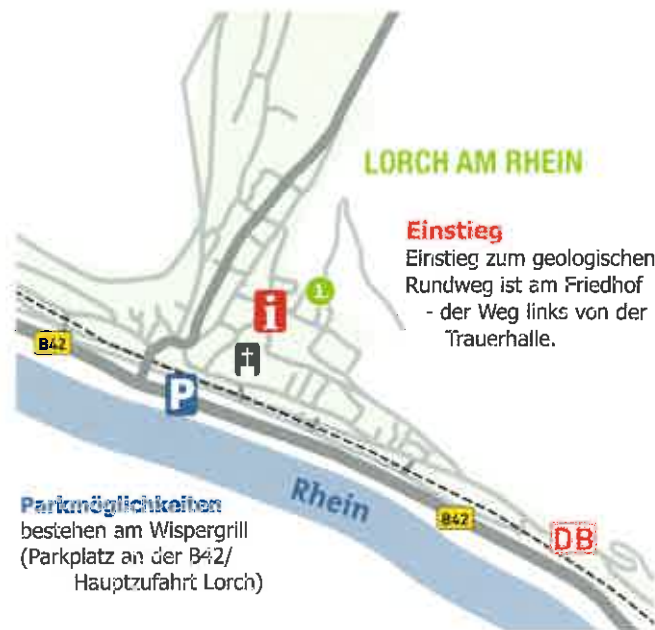 LORCH AM RHEIN
Einstieg
Einstieg zum geologischen
Rundweg ist am Friedhof
- der Weg links von der
Trauerhalle.
1
i
B42
P
Parkmöglichkeiten
bestehen am Wispergrill
(Parkplatz an der B42/
Hauptzufahrt Lorch)
Rhein
B42
DB